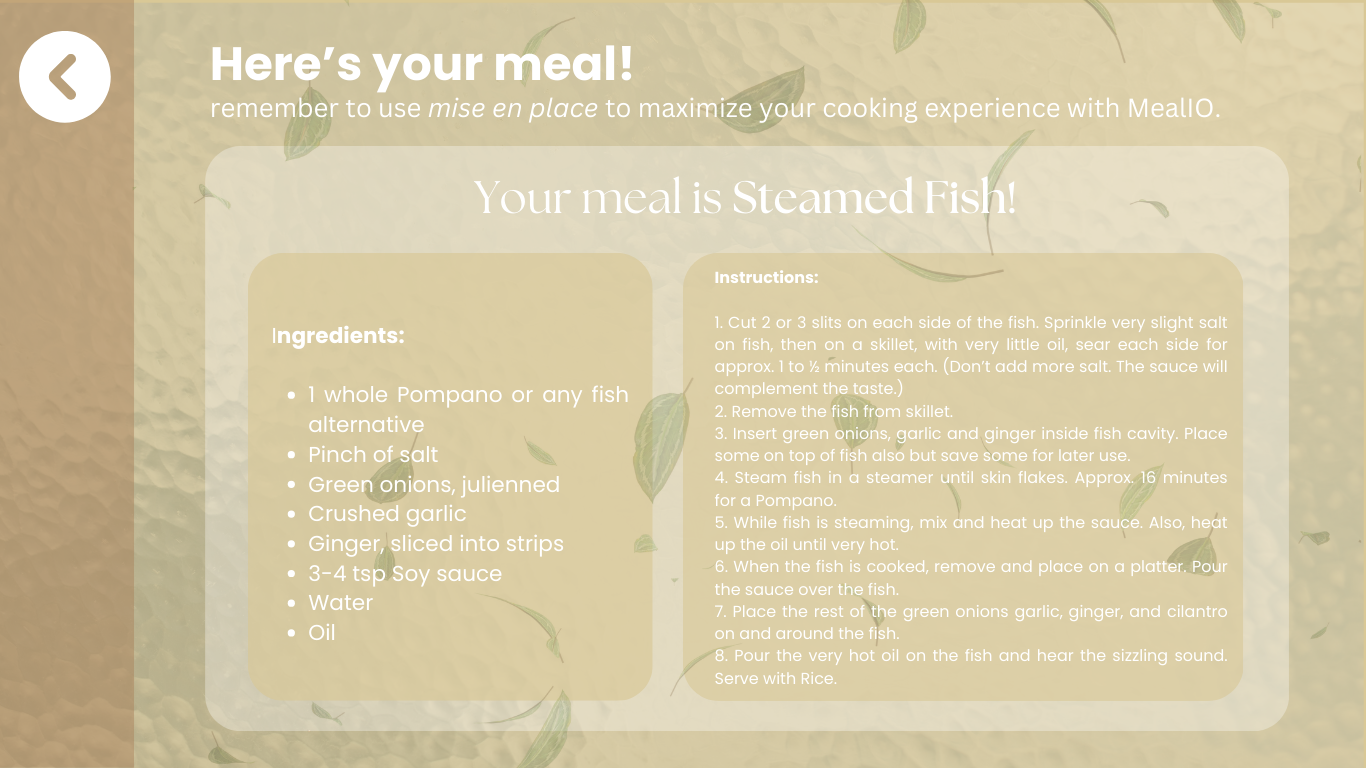 Here’s your meal!
remember to use mise en place to maximize your cooking experience with MealIO.
Your meal is Steamed Fish!
Ingredients:
• 1 whole Pompano or any fish
alternative
• Pinch of salt
• Green onions, julienned
• Crushed garlic
• Ginger, sliced into strips
• 3-4 tsp Soy sauce
• Water
• Oil
Instructions:
1. Cut 2 or 3 slits on each side of the fish. Sprinkle very slight salt
on fish, then on a skillet, with very little oil, sear each side for
approx. 1 to ½ minutes each. (Don’t add more salt. The sauce will
complement the taste.)
2. Remove the fish from skillet.
3. Insert green onions, garlic and ginger inside fish cavity. Place
some on top of fish also but save some for later use.
4. Steam fish in a steamer until skin flakes. Approx. 16 minutes
for a Pompano.
5. While fish is steaming, mix and heat up the sauce. Also, heat
up the oil until very hot.
6. When the fish is cooked, remove and place on a platter. Pour
the sauce over the fish.
7. Place the rest of the green onions garlic, ginger, and cilantro
on and around the fish.
8. Pour the very hot oil on the fish and hear the sizzling sound.
Serve with Rice.